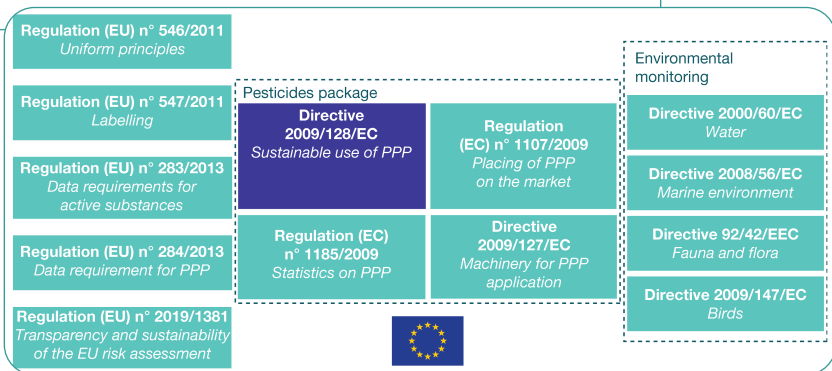 Regulation (EU) n° 546/2011
Uniform principles
Regulation (EU) n° 547/2011
Labelling
Regulation (EU) n° 283/2013
Data requirements for
active substances
Regulation (EU) n° 284/2013
Data requirement for PPP
Regulation (EU) n° 2019/1381
Transparency and sustainability
of the EU risk assessment
Pesticides package
Directive
2009/128/EC
Sustainable use of PPP
Regulation
(EC) n° 1107/2009
Placing of PPP
on the market
Regulation (EC)
n° 1185/2009
Statistics on PPP
Directive
2009/127/EC
Machinery for PPP
application
Environmental
monitoring
Directive 2000/60/EC
Water
Directive 2008/56/EC
Marine environment
Directive 92/42/EEC
Fauna and flora
Directive 2009/147/EC
Birds